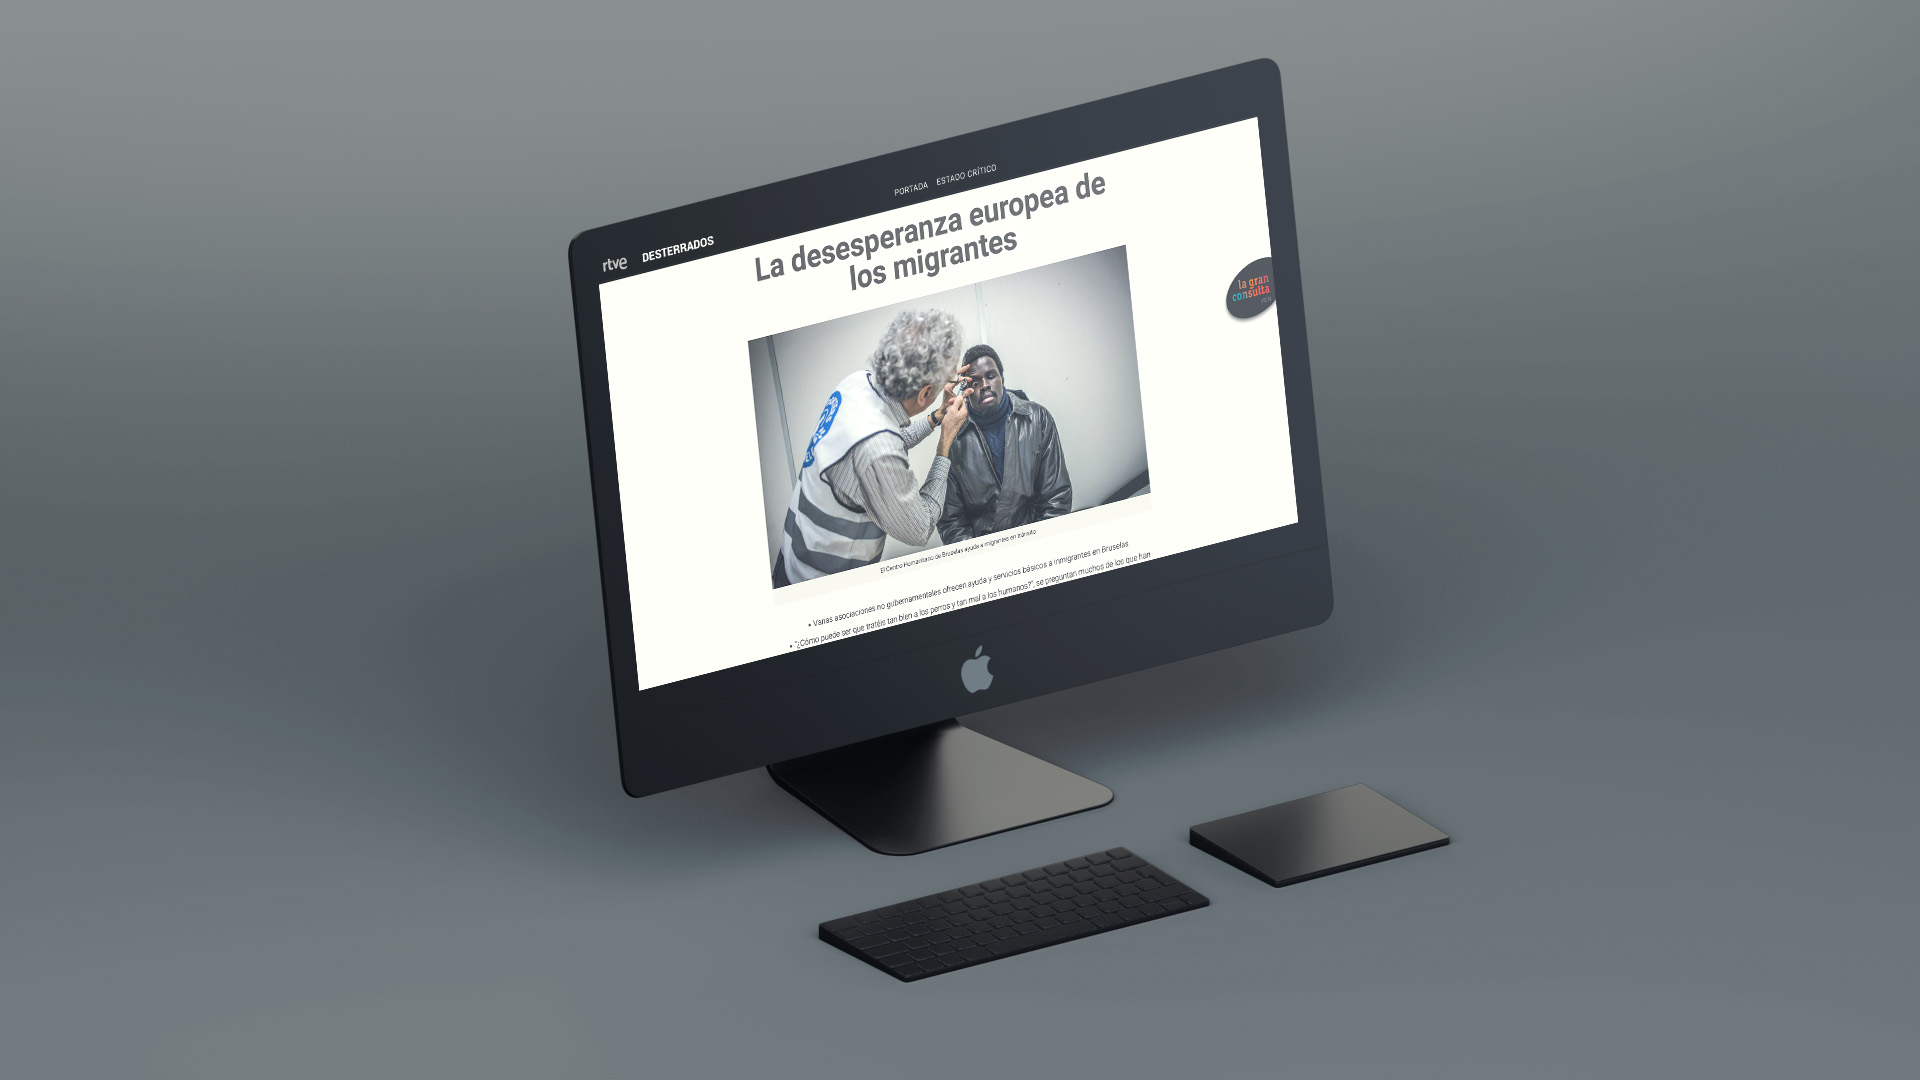 rtve DESTERRADOS
PORTADA ESTADO CRÍTICO
La desesperanza europea de
los migrantes
la gran
consulta
VER
El Centro Humanitario de Bruselas ayuda a migrantes en tránsito
• Varias asociaciones no gubernamentales ofrecen ayuda y servicios básicos a inmigrantes en Bruselas
• "¿Cómo puede ser que tratéis tan bien a los perros y tan mal a los humanos?", se preguntan muchos de los que han